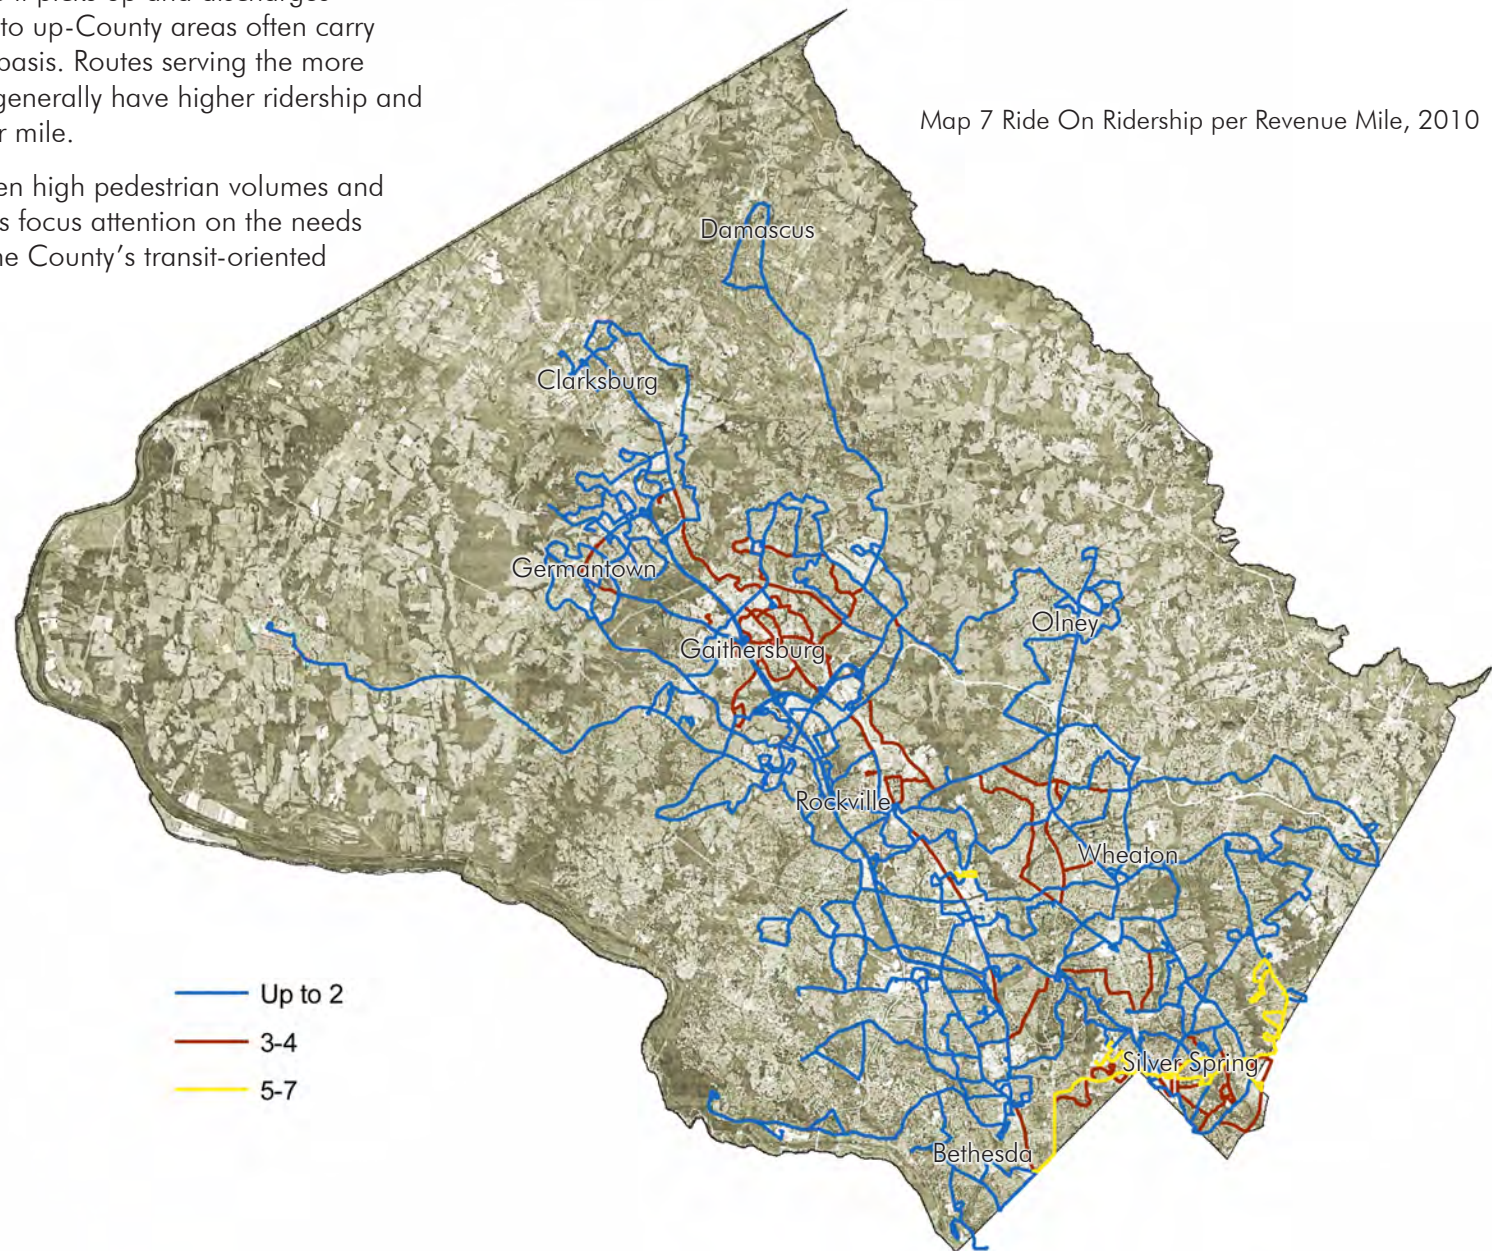 to up-County areas often carry
basis. Routes serving the more
generally have higher ridership and
mile.
high pedestrian volumes and
focus attention on the needs
County's transit-oriented
Map 7 Ride On Ridership per Revenue Mile, 2010
Damascus
Clarksburg
Germantown
Olney
Gaithersburg
Rockville
Wheaton
Silver Spring
Bethesda
Up to 2
3-4
5-7